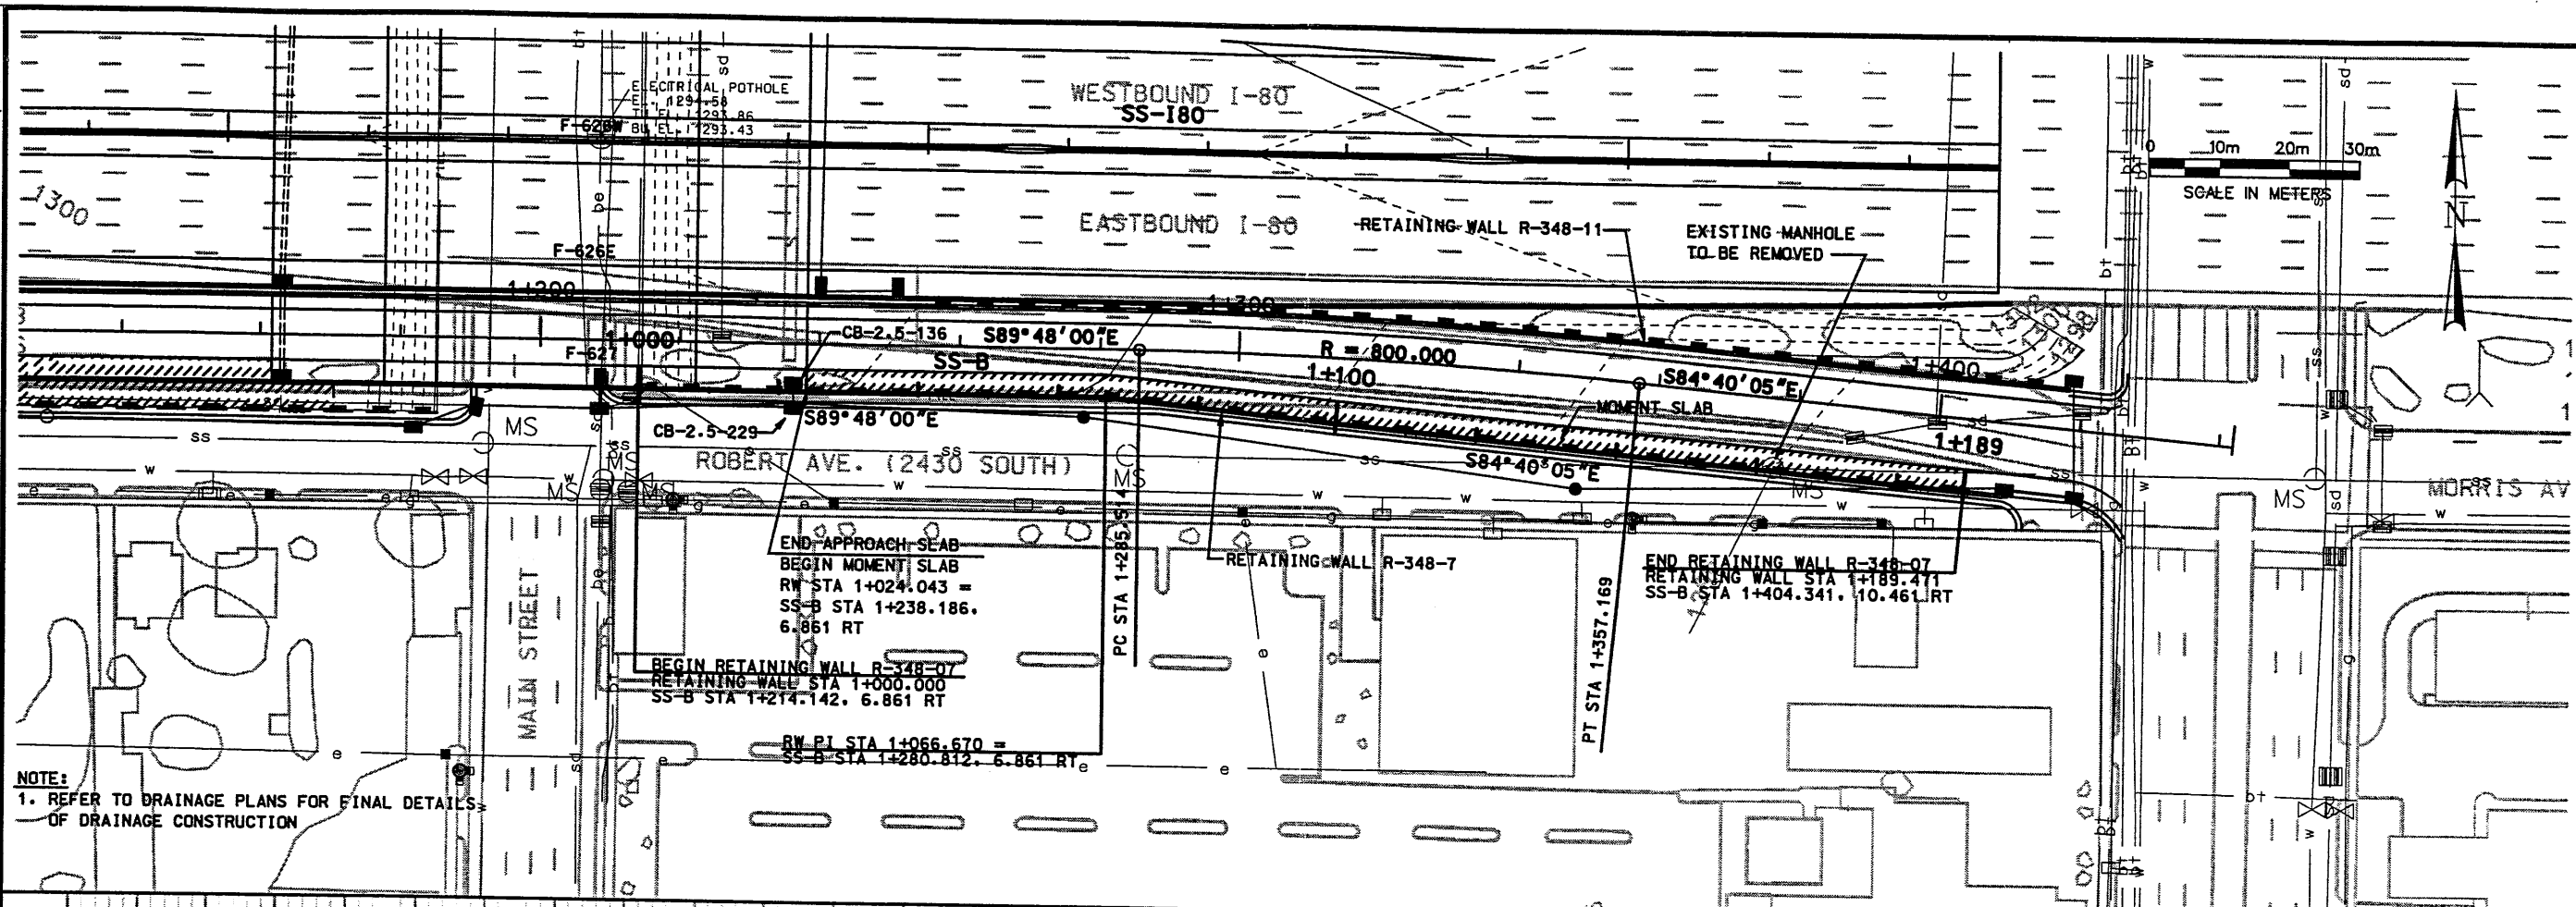 ELECTRICAL POTHOLE
WESTBOUND I-80
SS-I80
0 10m 20m 30m
SCALE IN METERS
N
1300
EASTBOUND I-80
RETAINING WALL R-348-11
EXISTING MANHOLE
TO BE REMOVED
F-626W
F-626E
1+200
1+300
1+000
F-627
CB-2.5-136
S89°48'00"E
SS-B
R = 800.000
1+100
S84°40'05"E
1+400
MOMENT SLAB
1+189
CB-2.5-229
S89°48'00"E
S84°40'05"E
ROBERT AVE. (2430 SOUTH)
MS
MS
MS
MS
MS
MS
MS
MORRIS AV
MAIN STREET
END APPROACH SLAB
BEGIN MOMENT SLAB
RW STA 1+024.043 =
SS-B STA 1+238.186,
6.861 RT
PC STA
RETAINING WALL R-348-7
PT STA 1+357.169
END RETAINING WALL R-348-07
RETAINING WALL STA 1+189.471
SS-B STA 1+404.341, 10.461 RT
BEGIN RETAINING WALL R-348-07
RETAINING WALL STA 1+000.000
SS-B STA 1+214.142, 6.861 RT
RW PI STA 1+066.670 =
SS-B STA 1+280.812, 6.861 RT
NOTE:
1. REFER TO DRAINAGE PLANS FOR FINAL DETAILS
OF DRAINAGE CONSTRUCTION